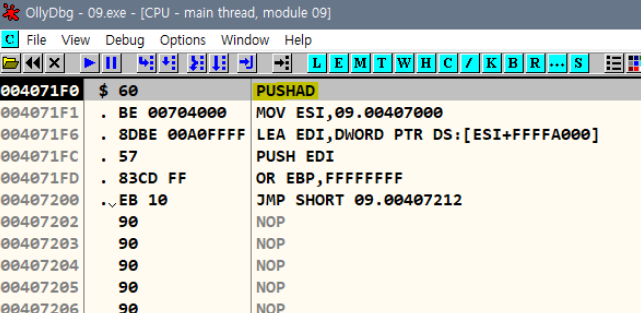 OllyDbg - 09.exe - [CPU - main thread, module 09]
C File View Debug Options Window Help
L E M T W H C / K B R ... S
004071F0 $ 60 PUSHAD
004071F1 . BE 00704000 MOV ESI,09.00407000
004071F6 . 8DBE 00A0FFFF LEA EDI,DWORD PTR DS:[ESI+FFFFA000]
004071FC . 57 PUSH EDI
004071FD . 83CD FF OR EBP,FFFFFFFF
00407200 . EB 10 JMP SHORT 09.00407212
00407202 90 NOP
00407203 90 NOP
00407204 90 NOP
00407205 90 NOP
00407206 90 NOP